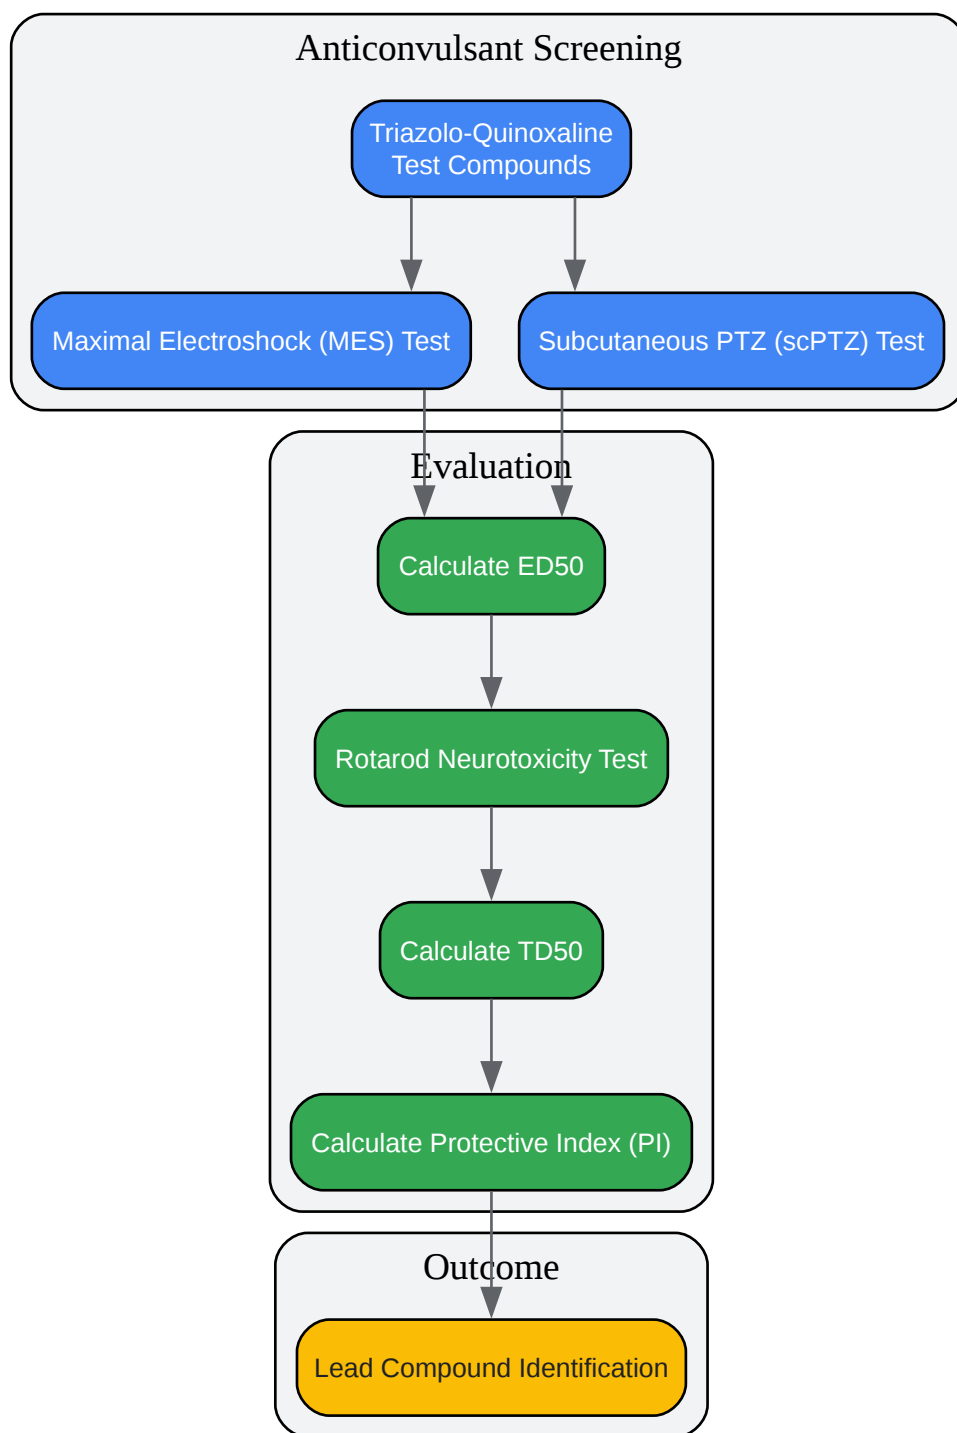 Anticonvulsant Screening
Triazolo-Quinoxaline
Test Compounds
Maximal Electroshock (MES) Test
Subcutaneous PTZ (scPTZ) Test
Evaluation
Calculate ED50
Rotarod Neurotoxicity Test
Calculate TD50
Calculate Protective Index (PI)
Outcome
Lead Compound Identification